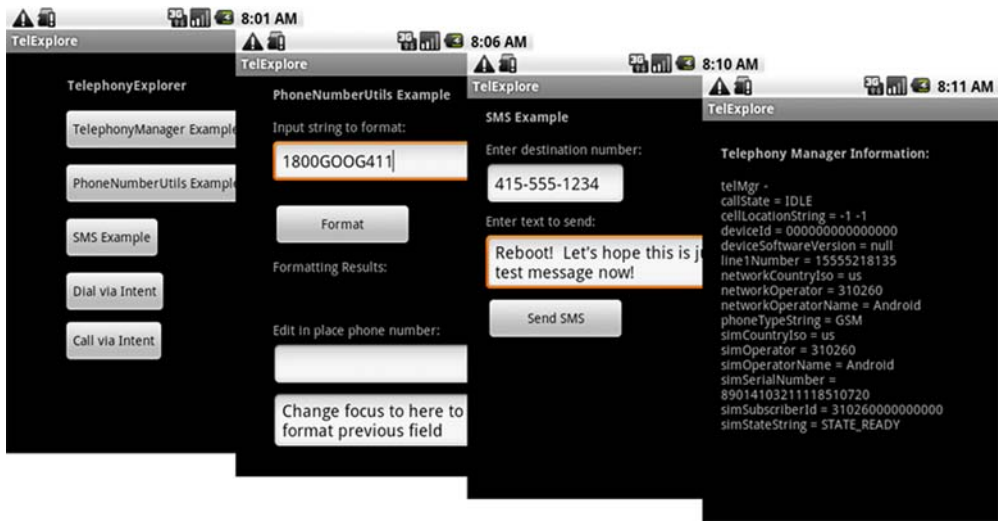 8:01 AM
TelExplore
TelephonyExplorer
TelephonyManager Example
PhoneNumberUtils Example
SMS Example
Dial via Intent
Call via Intent
3G
8:06 AM
TelExplore
PhoneNumberUtils Example
Input string to format:
1800GOOG411
Format
Formatting Results:
Edit in place phone number:
Change focus to here to
format previous field
3G
8:10 AM
TelExplore
SMS Example
Enter destination number:
415-555-1234
Enter text to send:
Reboot! Let's hope this is
test message now!
Send SMS
3G
8:11 AM
TelExplore
Telephony Manager Information:
telMgr -
callState = IDLE
cellLocationString = -1 -1
deviceId = 000000000000000
deviceSoftwareVersion = null
line1Number = 15555218135
networkCountryIso = us
networkOperator = 310260
networkOperatorName = Android
phoneTypeString = GSM
simCountryIso = us
simOperator = 310260
simOperatorName = Android
simSerialNumber =
89014103211118510720
simSubscriberId = 310260000000000
simStateString = STATE_READY